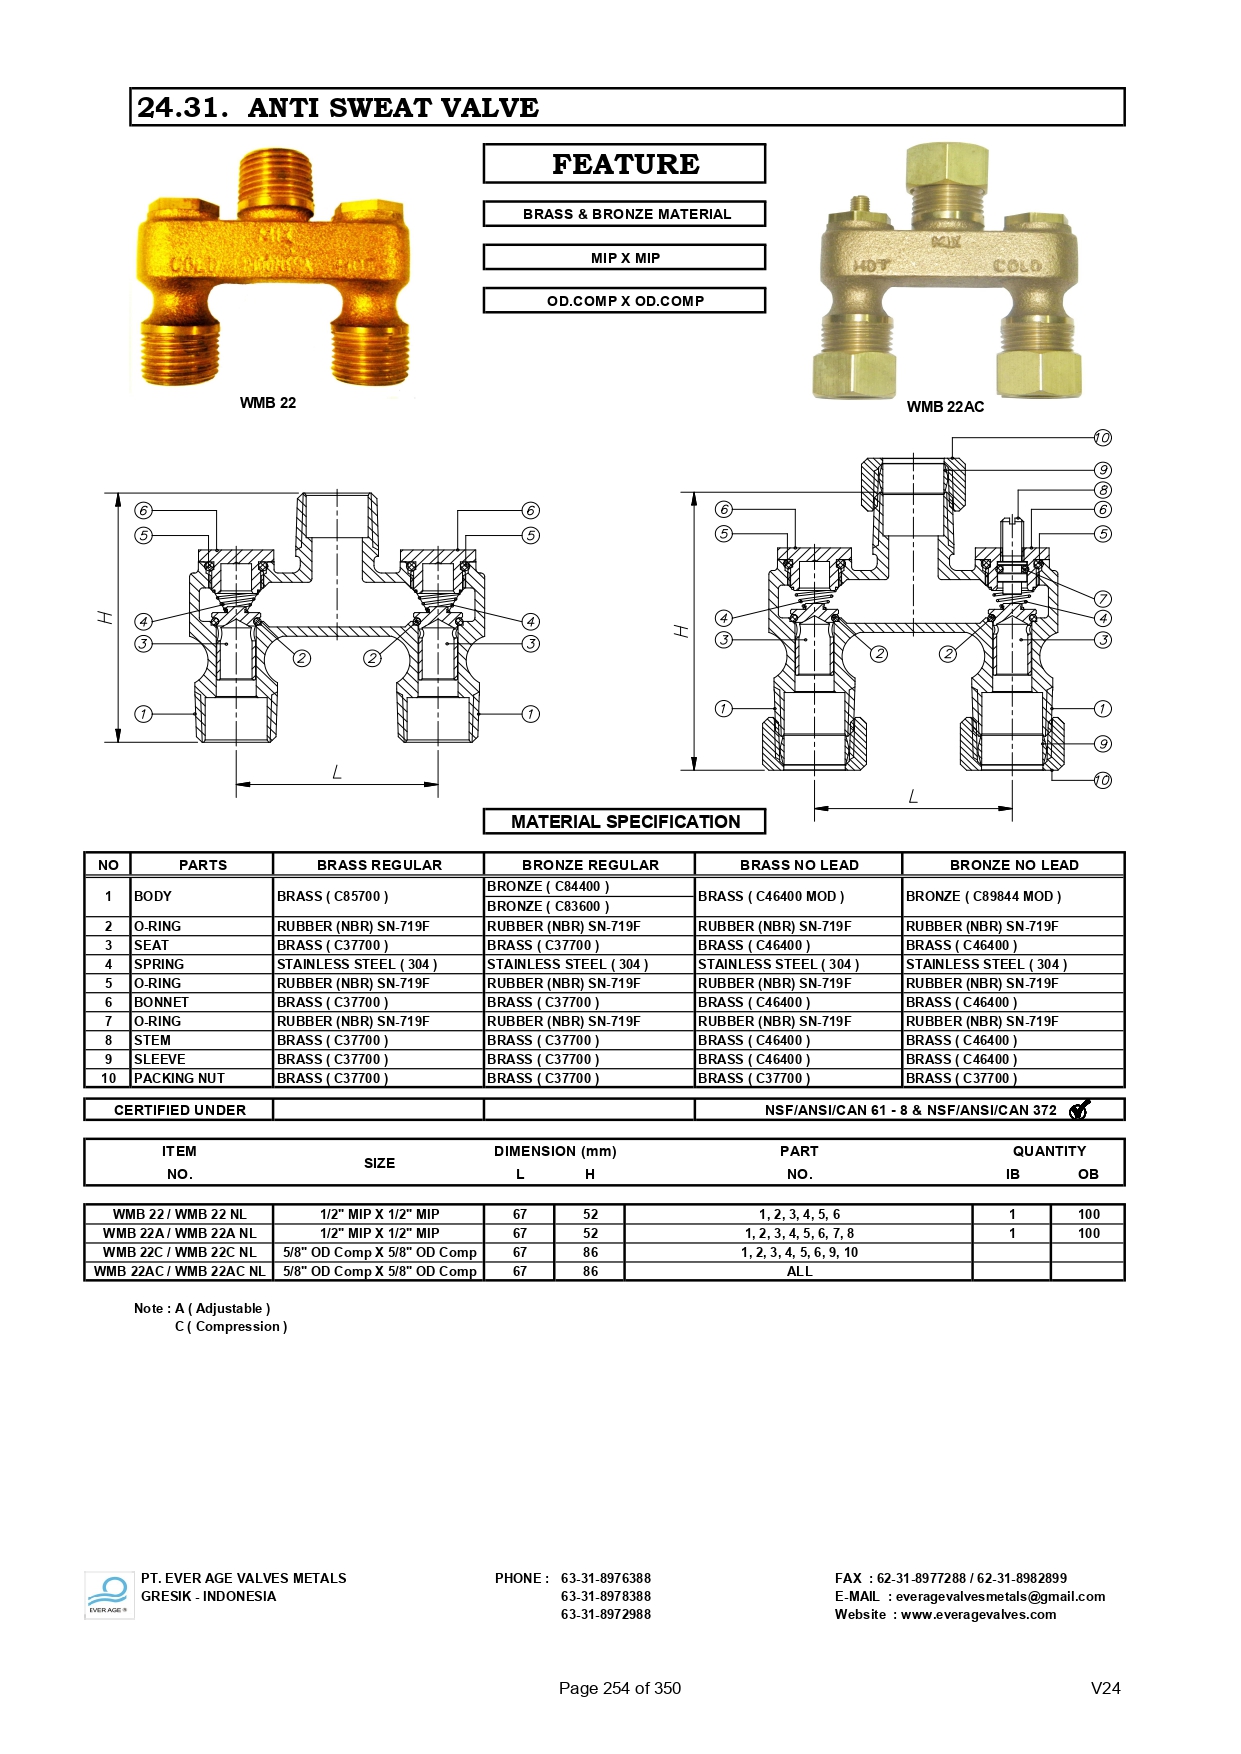 24.31. ANTI SWEAT VALVE
FEATURE
BRASS & BRONZE MATERIAL
MIP X MIP
OD.COMP X OD.COMP
MIX
COLD HOT
WMB 22
MIX
HOT COLD
WMB 22AC
6 6
5 5
4 4
3 3
2 2
1 1
H
L
10
9
8
6 6
5 5
7
4 4
3 3
2 2
1 1
9
10
H
L
MATERIAL SPECIFICATION
NO PARTS BRASS REGULAR BRONZE REGULAR BRASS NO LEAD BRONZE NO LEAD
1 BODY BRASS ( C85700 ) BRONZE ( C84400 ) BRASS ( C46400 MOD ) BRONZE ( C89844 MOD )
BRONZE ( C83600 )
2 O-RING RUBBER (NBR) SN-719F RUBBER (NBR) SN-719F RUBBER (NBR) SN-719F RUBBER (NBR) SN-719F
3 SEAT BRASS ( C37700 ) BRASS ( C37700 ) BRASS ( C46400 ) BRASS ( C46400 )
4 SPRING STAINLESS STEEL ( 304 ) STAINLESS STEEL ( 304 ) STAINLESS STEEL ( 304 ) STAINLESS STEEL ( 304 )
5 O-RING RUBBER (NBR) SN-719F RUBBER (NBR) SN-719F RUBBER (NBR) SN-719F RUBBER (NBR) SN-719F
6 BONNET BRASS ( C37700 ) BRASS ( C37700 ) BRASS ( C46400 ) BRASS ( C46400 )
7 O-RING RUBBER (NBR) SN-719F RUBBER (NBR) SN-719F RUBBER (NBR) SN-719F RUBBER (NBR) SN-719F
8 STEM BRASS ( C37700 ) BRASS ( C37700 ) BRASS ( C46400 ) BRASS ( C46400 )
9 SLEEVE BRASS ( C37700 ) BRASS ( C37700 ) BRASS ( C46400 ) BRASS ( C46400 )
10 PACKING NUT BRASS ( C37700 ) BRASS ( C37700 ) BRASS ( C37700 ) BRASS ( C37700 )
CERTIFIED UNDER NSF/ANSI/CAN 61 - 8 & NSF/ANSI/CAN 372
ITEM NO. SIZE DIMENSION (mm) PART NO. QUANTITY
L H IB OB
WMB 22 / WMB 22 NL 1/2" MIP X 1/2" MIP 67 52 1, 2, 3, 4, 5, 6 1 100
WMB 22A / WMB 22A NL 1/2" MIP X 1/2" MIP 67 52 1, 2, 3, 4, 5, 6, 7, 8 1 100
WMB 22C / WMB 22C NL 5/8" OD Comp X 5/8" OD Comp 67 86 1, 2, 3, 4, 5, 6, 9, 10
WMB 22AC / WMB 22AC NL 5/8" OD Comp X 5/8" OD Comp 67 86 ALL
Note : A ( Adjustable )
C ( Compression )
EVER AGE ®
PT. EVER AGE VALVES METALS PHONE : 63-31-8976388 FAX : 62-31-8977288 / 62-31-8982899
GRESIK - INDONESIA 63-31-8978388 E-MAIL : everagevalvesmetals@gmail.com
63-31-8972988 Website : www.everagevalves.com
Page 254 of 350 V24